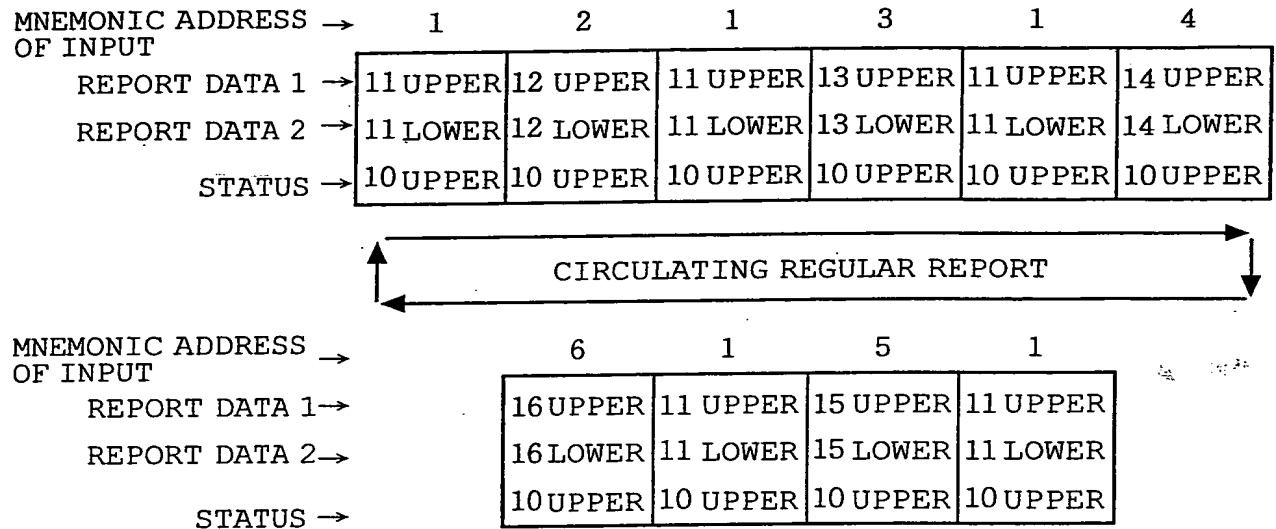 MNEMONIC ADDRESS → 1 2 1 3 1 4
OF INPUT
REPORT DATA 1 → 11 UPPER 12 UPPER 11 UPPER 13 UPPER 11 UPPER 14 UPPER
REPORT DATA 2 → 11 LOWER 12 LOWER 11 LOWER 13 LOWER 11 LOWER 14 LOWER
STATUS → 10 UPPER 10 UPPER 10 UPPER 10 UPPER 10 UPPER 10 UPPER
CIRCULATING REGULAR REPORT
MNEMONIC ADDRESS → 6 1 5 1
OF INPUT
REPORT DATA 1→ 16 UPPER 11 UPPER 15 UPPER 11 UPPER
REPORT DATA 2→ 16 LOWER 11 LOWER 15 LOWER 11 LOWER
STATUS → 10 UPPER 10 UPPER 10 UPPER 10 UPPER